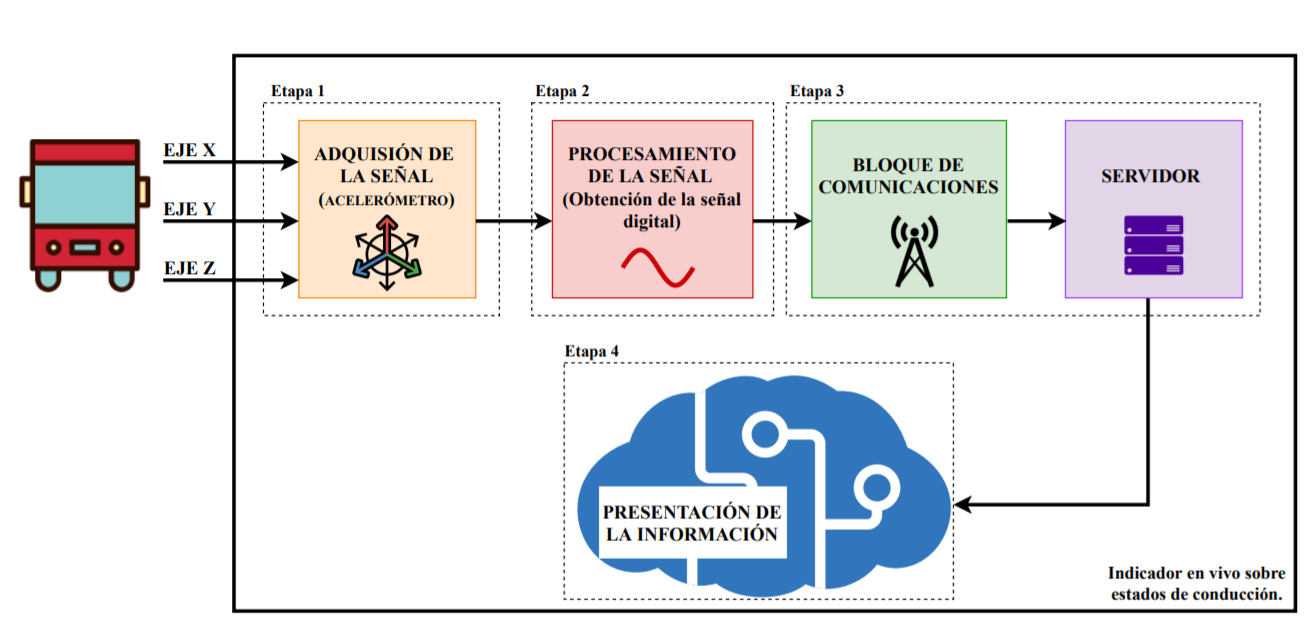 Etapa 1
Etapa 2
Etapa 3
EJE X
EJE Y
EJE Z
ADQUISIÓN DE
LA SEÑAL
(ACELERÓMETRO)
PROCESAMIENTO
DE LA SEÑAL
(Obtención de la señal
digital)
BLOQUE DE
COMUNICACIONES
SERVIDOR
Etapa 4
PRESENTACIÓN DE
LA INFORMACIÓN
Indicador en vivo sobre
estados de conducción.